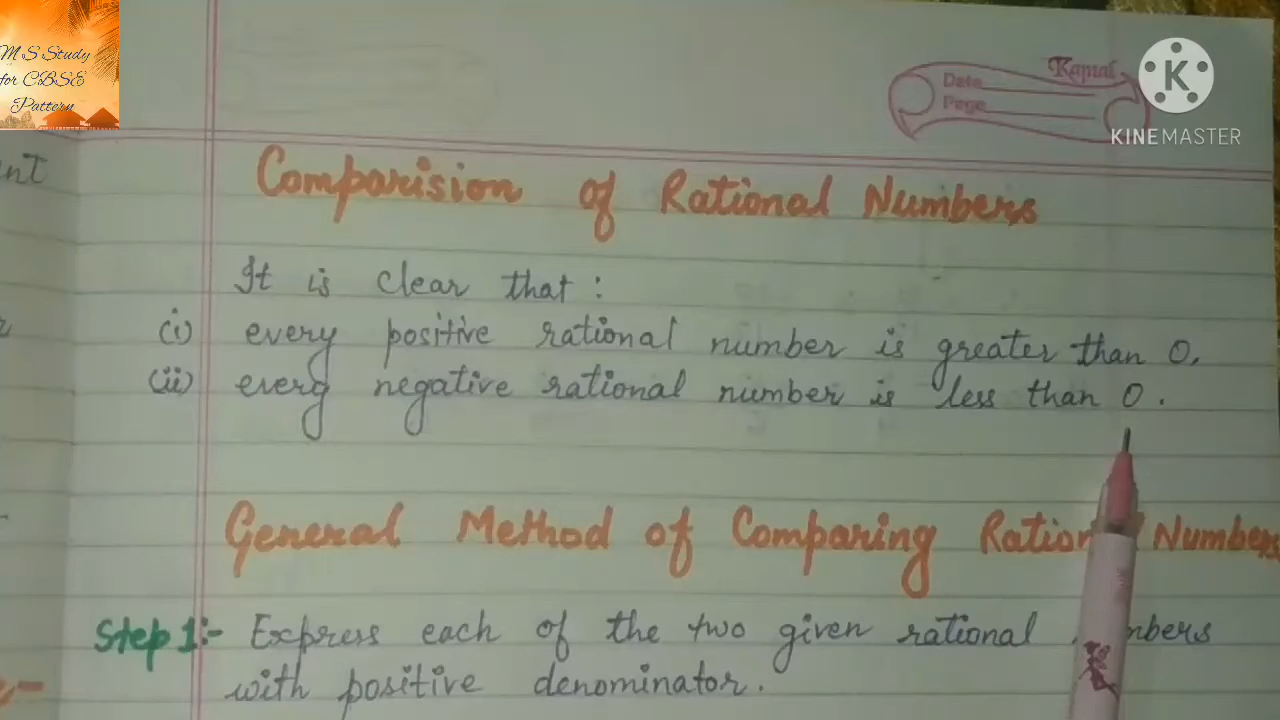 M S Study
for CBSE
Pattern
Kamal
Date
Page
KINEMASTER
Comparision of Rational Numbers
It is clear that :
(i) every positive rational number is greater than 0,
(ii) every negative rational number is less than 0.
General Method of Comparing Numbers
Step 1:- Express each of the two given rational
with positive denominator.